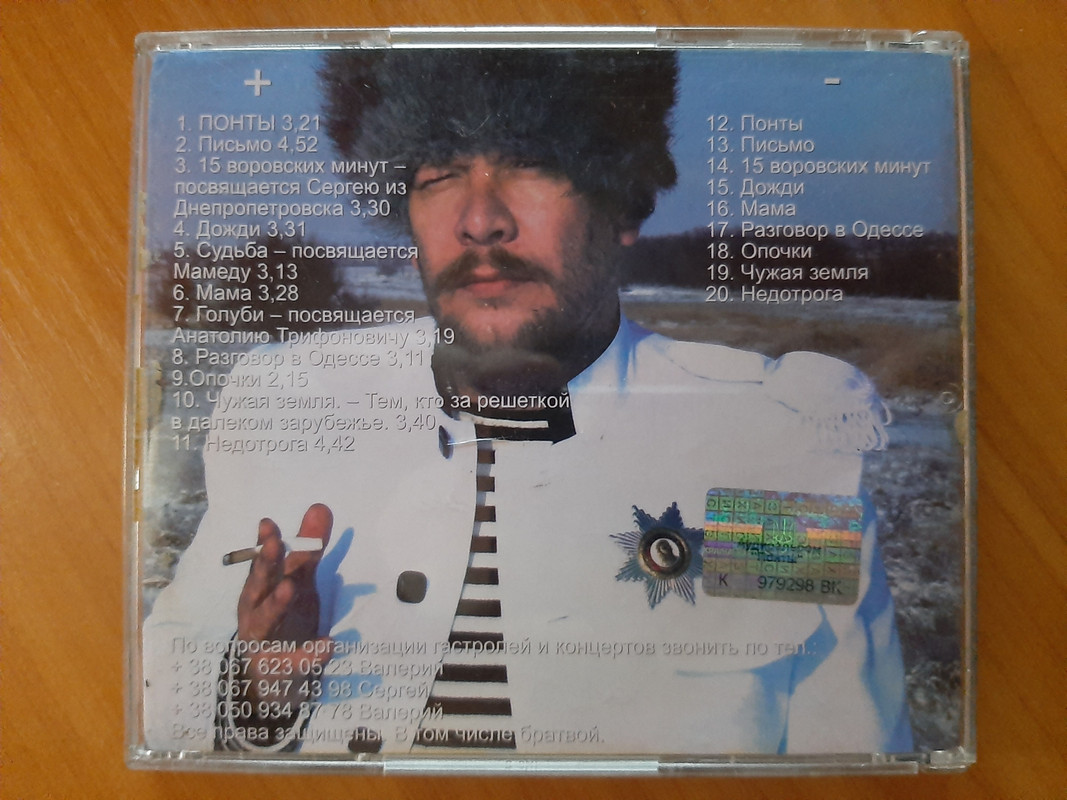 +
1. ПОНТЫ 3,21
2. Письмо 4,52
3. 15 воровских минут –
посвящается Сергею из
Днепропетровска 3,30
4. Дожди 3,31
5. Судьба – посвящается
Мамеду 3,13
6. Мама 3,28
7. Голуби – посвящается
Анатолию Трифоновичу 3,19
8. Разговор в Одессе 3,11
9.Опочки 2,15
10. Чужая земля. – Тем, кто за решеткой
в далеком зарубежье. 3,40
11. Недотрога 4,42
-
12. Понты
13. Письмо
14. 15 воровских минут
15. Дожди
16. Мама
17. Разговор в Одессе
18. Опочки
19. Чужая земля
20. Недотрога
К 979298 ВК
По вопросам организации гастролей и концертов звонить по тел.:
+ 38 067 623 05 23 Валерий
+ 38 067 947 43 98 Сергей
+ 38 050 934 87 78 Валерий
Все права защищены. В том числе братвой.